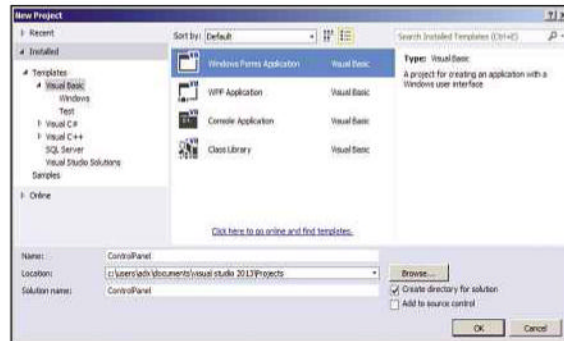 New Project
Recent
Installed
Templates
Visual Basic
Windows
Test
Visual C#
Visual C++
SQL Server
Visual Studio Solutions
Samples
Online
Sort by: Default
Windows Forms Application Visual Basic
WPF Application Visual Basic
Console Application Visual Basic
Class Library Visual Basic
Click here to go online and find templates.
Search Installed Templates (Ctrl+E)
Type: Visual Basic
A project for creating an application with a
Windows user interface
Name: ControlPanel
Location: c:\users\adx\documents\visual studio 2013\Projects
Solution name: ControlPanel
Browse...
Create directory for solution
Add to source control
OK Cancel